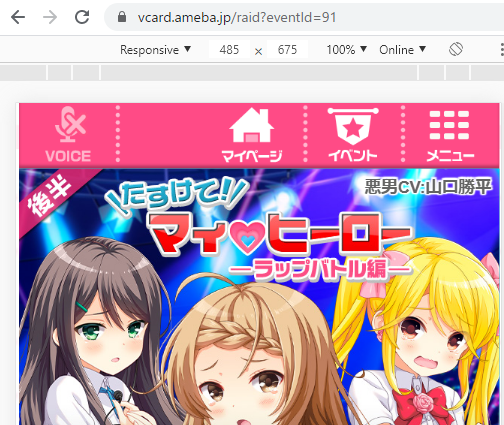 vcard.ameba.jp/raid?eventId=91
Responsive ▼ 485 × 675 100% ▼ Online ▼
VOICE マイページ イベント メニュー
後半
たすけて!!
悪男CV:山口勝平
マイ♡ヒーロー
―ラップバトル編―